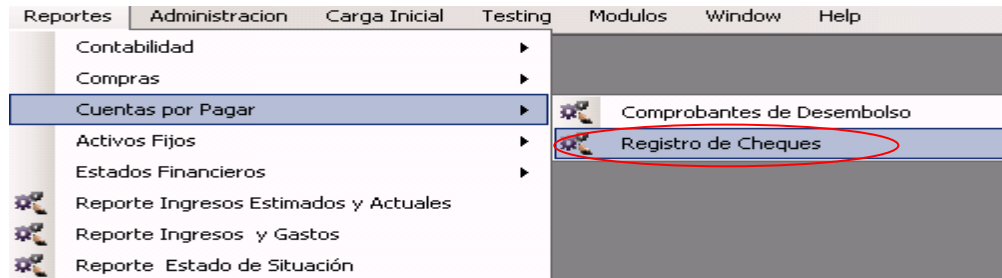 Reportes Administracion Carga Inicial Testing Modulos Window Help
Contabilidad
Compras
Cuentas por Pagar
Comprobantes de Desembolso
Activos Fijos
Registro de Cheques
Estados Financieros
Reporte Ingresos Estimados y Actuales
Reporte Ingresos y Gastos
Reporte Estado de Situación